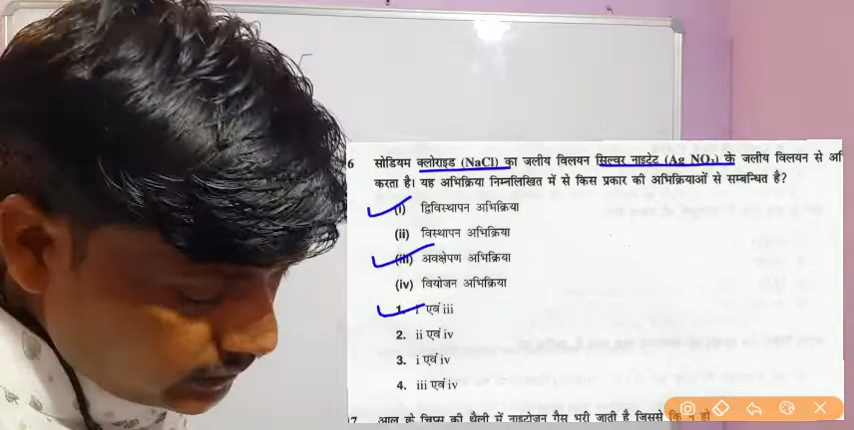 6 सोडियम क्लोराइड (NaCl) का जलीय विलयन सिल्वर नाइटेट (Ag NO₃) के जलीय विलयन से अ
करता है। यह अभिक्रिया निम्नलिखित में से किस प्रकार की अभिक्रियाओं से सम्बन्धित है?
(i) द्विविस्थापन अभिक्रिया
(ii) विस्थापन अभिक्रिया
(iii) अवक्षेपण अभिक्रिया
(iv) वियोजन अभिक्रिया
1. i एवं iii
2. ii एवं iv
3. i एवं iv
4. iii एवं iv
7 आलू के चिप्स की थैली में नाइटोजन गैस भरी जाती है जिससे